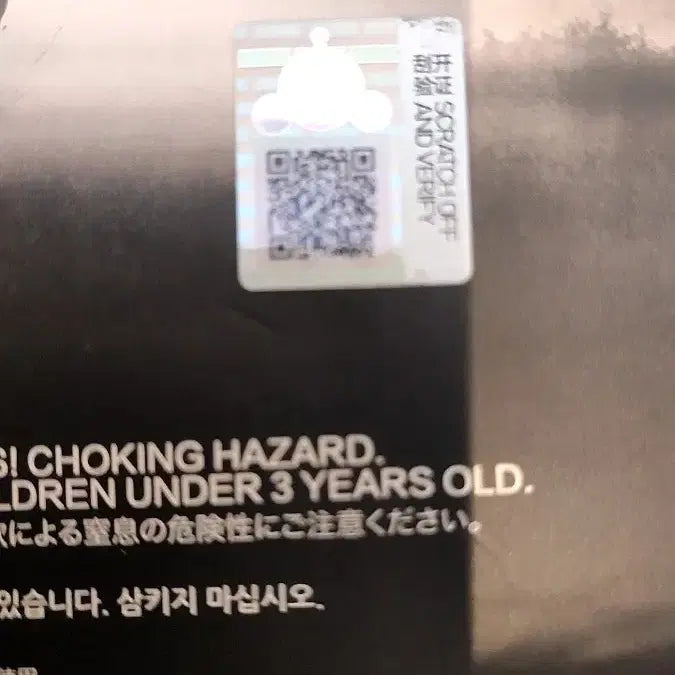 刮开
验证
SCRATCH OFF
AND VERIFY
S! CHOKING HAZARD.
LDREN UNDER 3 YEARS OLD.
による窒息の危険性にご注意ください。
있습니다. 삼키지 마십시오.